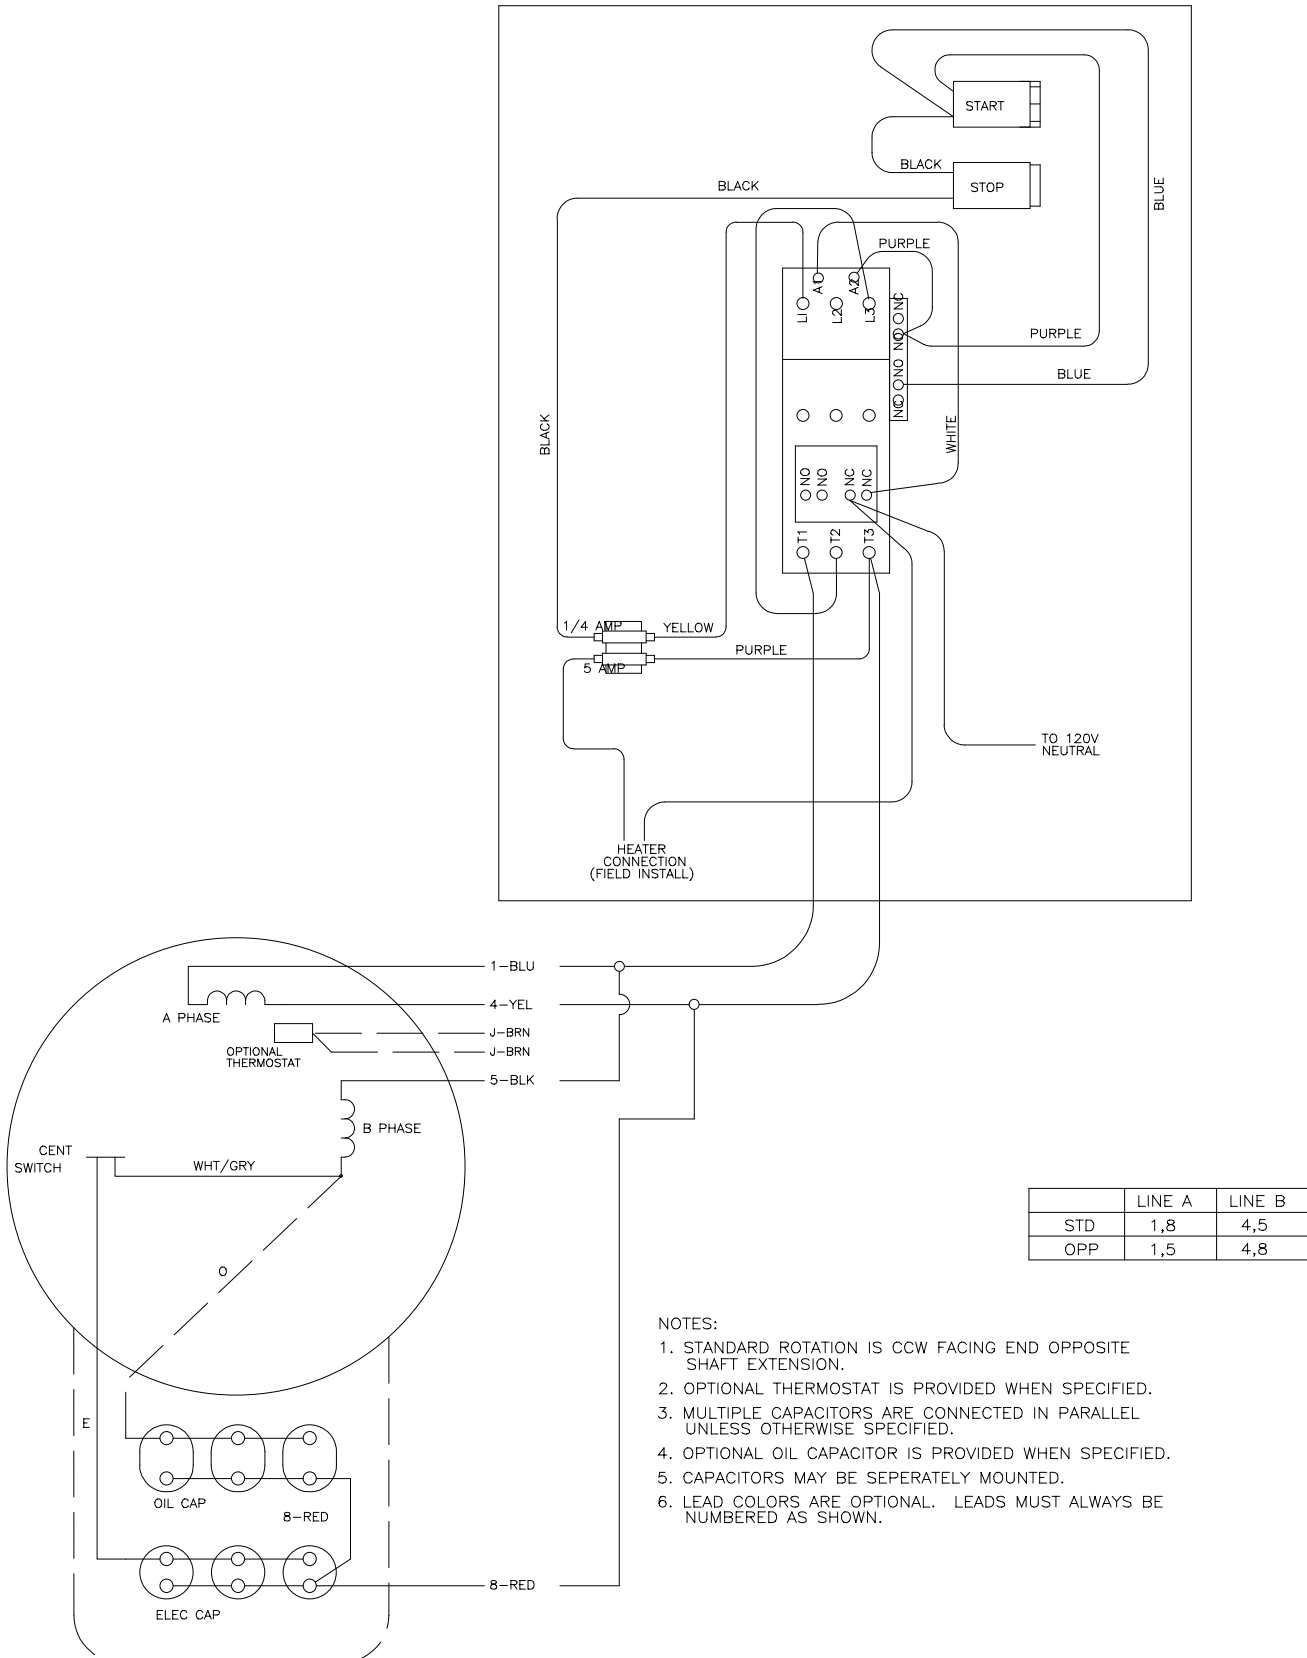 START
BLACK
STOP
BLACK
BLUE
PURPLE
A1
A2
L1
L2
L3
NC
NO
NO
NC
PURPLE
BLUE
BLACK
WHITE
NO
NO
NC
NC
T1
T2
T3
1/4 AMP
YELLOW
PURPLE
5 AMP
TO 120V
NEUTRAL
HEATER
CONNECTION
(FIELD INSTALL)
1-BLU
4-YEL
A PHASE
J-BRN
OPTIONAL
THERMOSTAT
J-BRN
5-BLK
B PHASE
CENT
SWITCH
WHT/GRY
O
E
OIL CAP
8-RED
8-RED
ELEC CAP
LINE A LINE B
STD 1,8 4,5
OPP 1,5 4,8
NOTES:
1. STANDARD ROTATION IS CCW FACING END OPPOSITE
SHAFT EXTENSION.
2. OPTIONAL THERMOSTAT IS PROVIDED WHEN SPECIFIED.
3. MULTIPLE CAPACITORS ARE CONNECTED IN PARALLEL
UNLESS OTHERWISE SPECIFIED.
4. OPTIONAL OIL CAPACITOR IS PROVIDED WHEN SPECIFIED.
5. CAPACITORS MAY BE SEPERATELY MOUNTED.
6. LEAD COLORS ARE OPTIONAL. LEADS MUST ALWAYS BE
NUMBERED AS SHOWN.